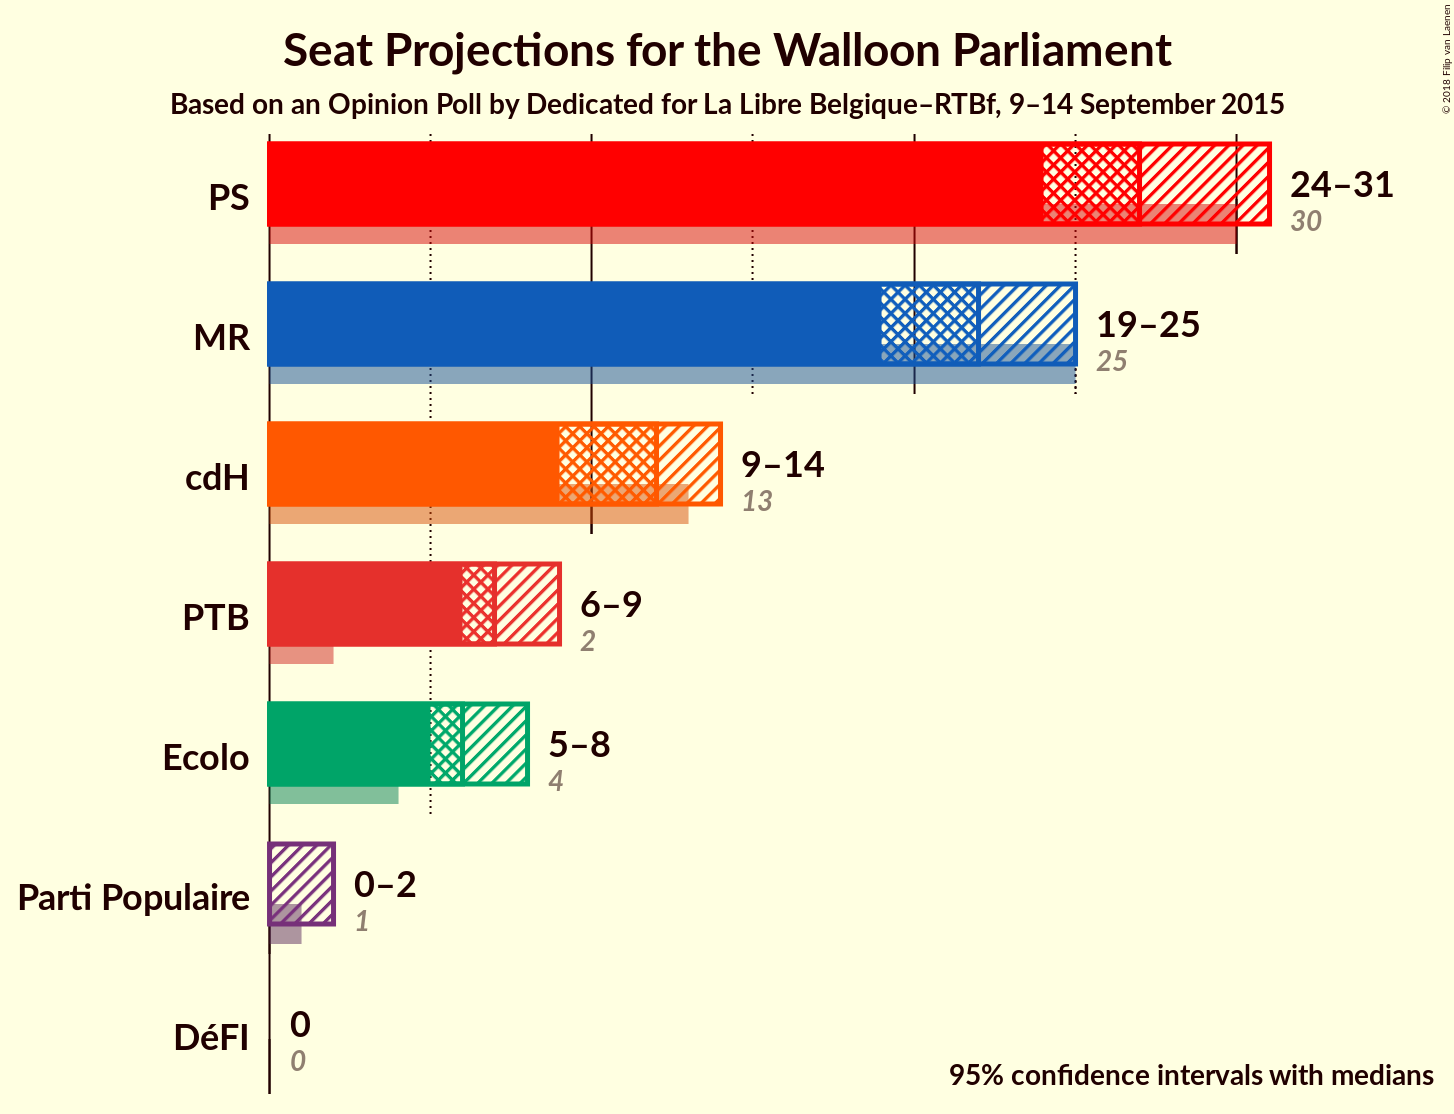 Seat Projections for the Walloon Parliament
Based on an Opinion Poll by Dedicated for La Libre Belgique–RTBf, 9–14 September 2015
© 2018 Filip van Laenen
PS
24–31
30
MR
19–25
25
cdH
9–14
13
PTB
6–9
2
Ecolo
5–8
4
Parti Populaire
0–2
1
DéFI
0
0
95% confidence intervals with medians